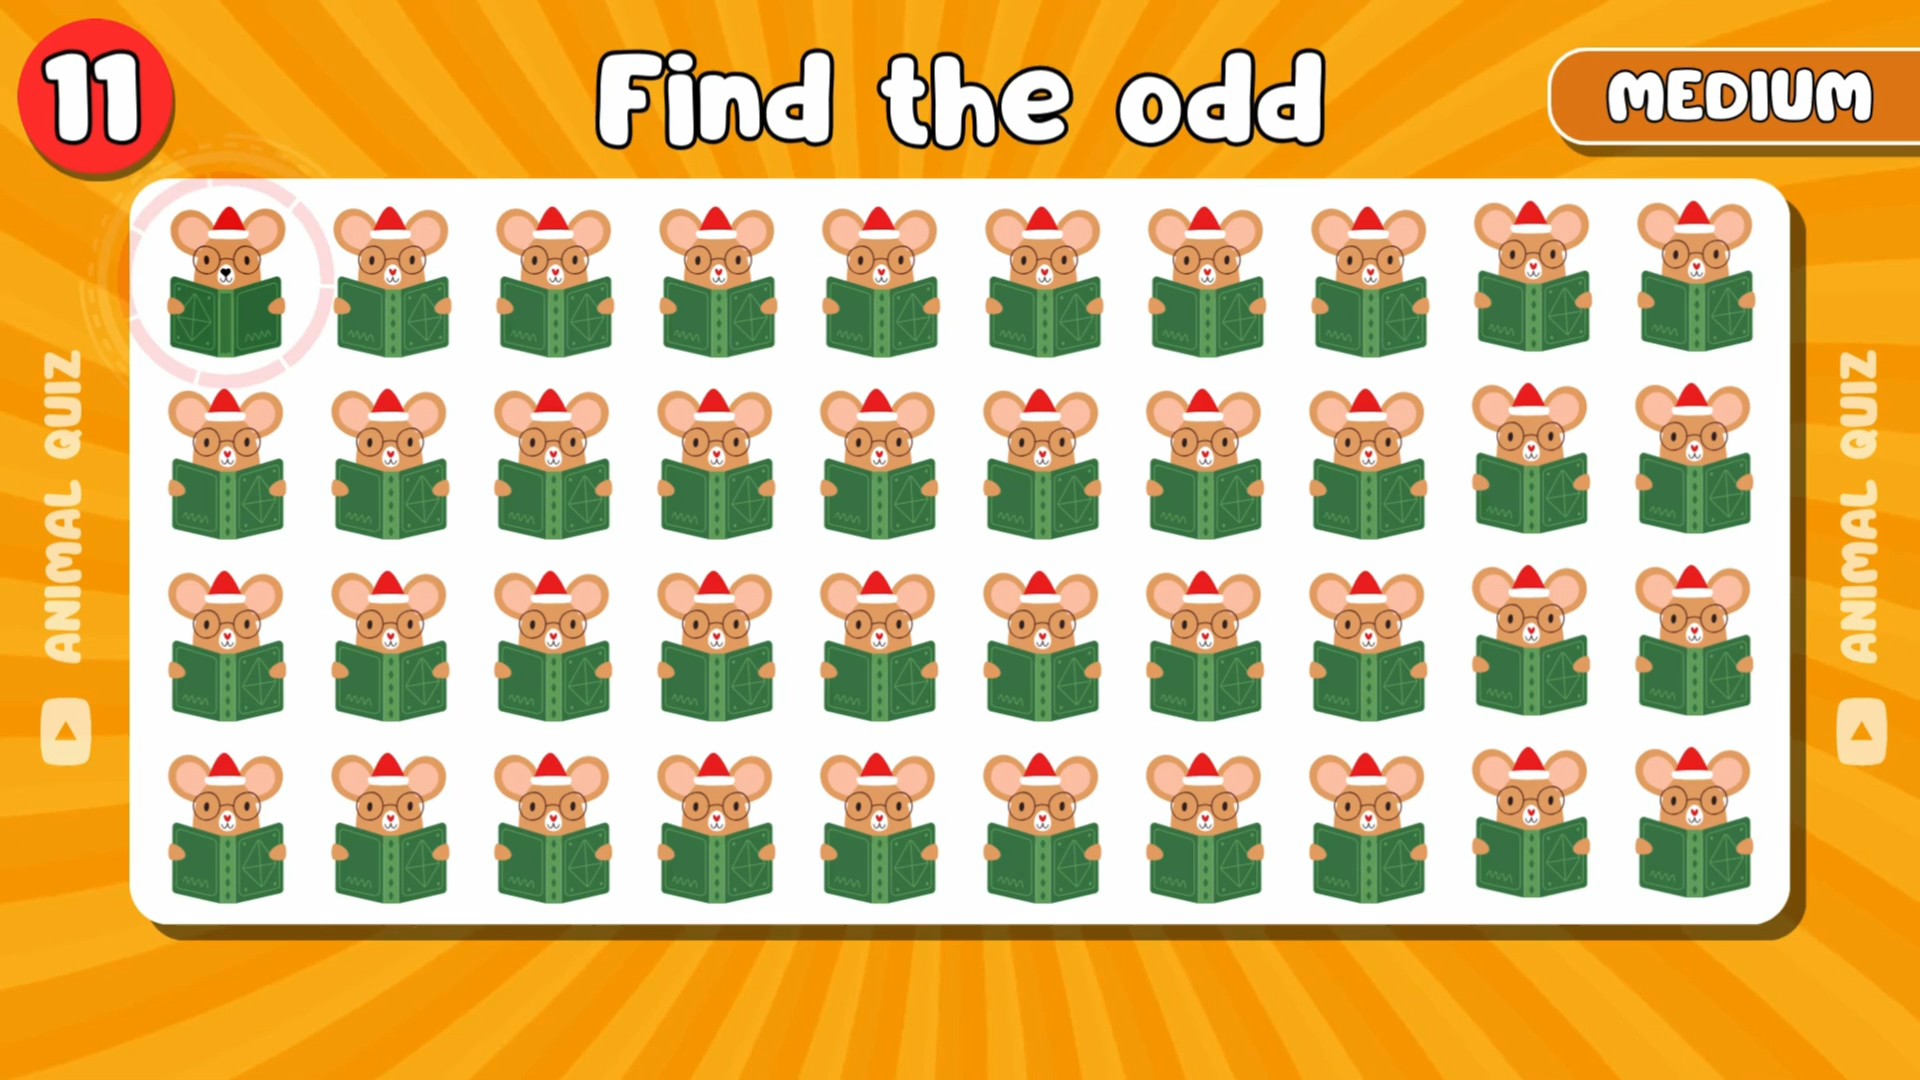 11
Find the odd
MEDIUM
ANIMAL QUIZ
ANIMAL QUIZ